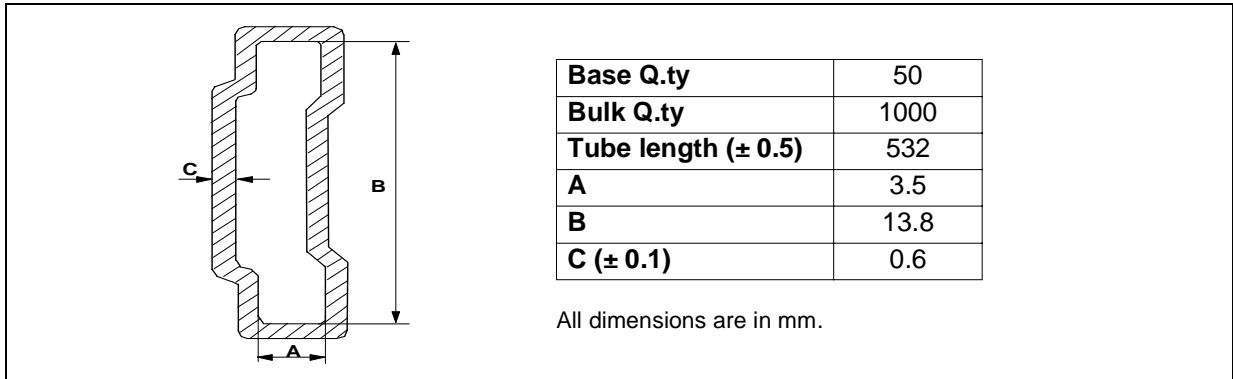 C
B
A
Base Q.ty 50
Bulk Q.ty 1000
Tube length (± 0.5) 532
A 3.5
B 13.8
C (± 0.1) 0.6
All dimensions are in mm.